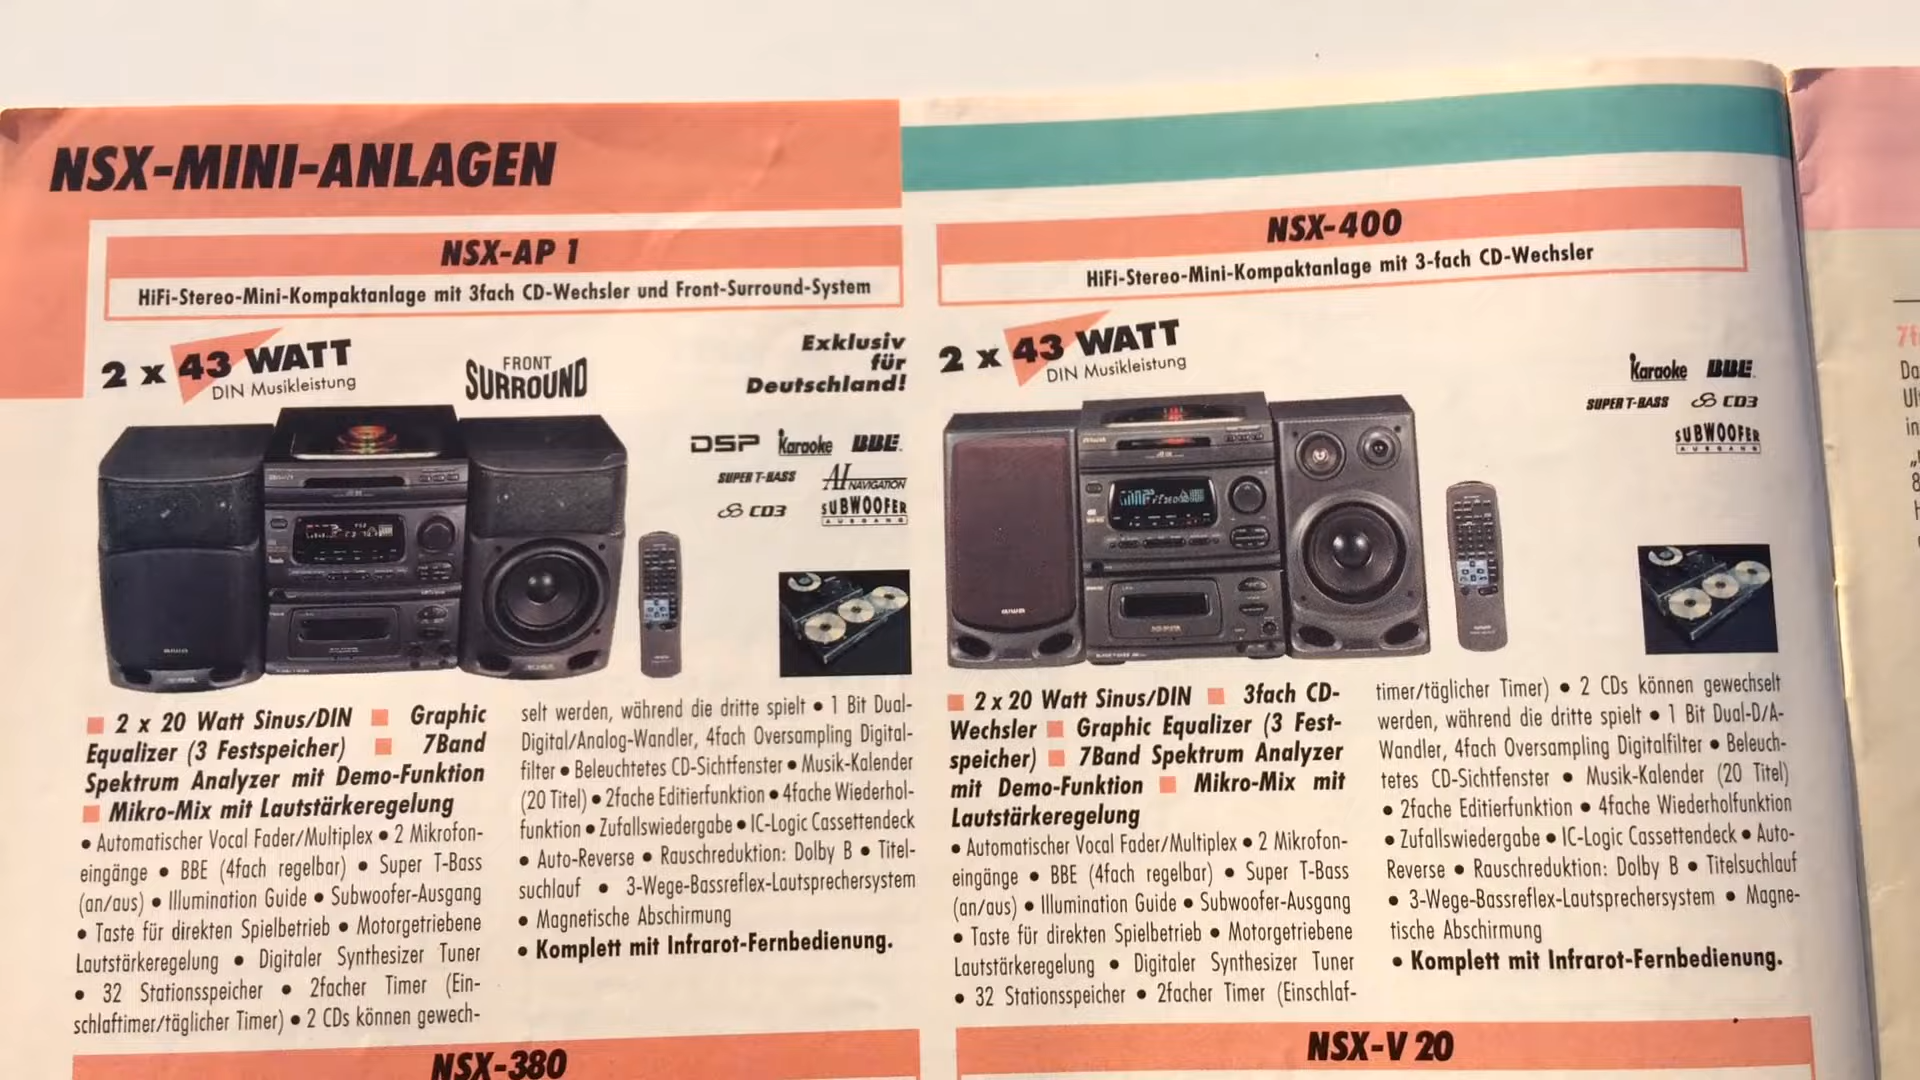 NSX-MINI-ANLAGEN
NSX-AP 1
HiFi-Stereo-Mini-Kompaktanlage mit 3fach CD-Wechsler und Front-Surround-System
2 x 43 WATT
DIN Musikleistung
FRONT
SURROUND
Exklusiv
für
Deutschland!
DSP Karaoke BBE
SUPER T-BASS AI NAVIGATION
CD3 SUBWOOFER
AUSGANG
■ 2 x 20 Watt Sinus/DIN ■ Graphic
Equalizer (3 Festspeicher) ■ 7Band
Spektrum Analyzer mit Demo-Funktion
■ Mikro-Mix mit Lautstärkeregelung
• Automatischer Vocal Fader/Multiplex • 2 Mikrofon-
eingänge • BBE (4fach regelbar) • Super T-Bass
(an/aus) • Illumination Guide • Subwoofer-Ausgang
• Taste für direkten Spielbetrieb • Motorgetriebene
Lautstärkeregelung • Digitaler Synthesizer Tuner
• 32 Stationsspeicher • 2facher Timer (Ein-
schlaftimer/täglicher Timer) • 2 CDs können gewech-
selt werden, während die dritte spielt • 1 Bit Dual-
Digital/Analog-Wandler, 4fach Oversampling Digital-
filter • Beleuchtetes CD-Sichtfenster • Musik-Kalender
(20 Titel) • 2fache Editierfunktion • 4fache Wiederhol-
funktion • Zufallswiedergabe • IC-Logic Cassettendeck
• Auto-Reverse • Rauschreduktion: Dolby B • Titel-
suchlauf • 3-Wege-Bassreflex-Lautsprechersystem
• Magnetische Abschirmung
• Komplett mit Infrarot-Fernbedienung.
NSX-400
HiFi-Stereo-Mini-Kompaktanlage mit 3-fach CD-Wechsler
2 x 43 WATT
DIN Musikleistung
Karaoke BBE
SUPER T-BASS CD3
SUBWOOFER
AUSGANG
■ 2 x 20 Watt Sinus/DIN ■ 3fach CD-
Wechsler ■ Graphic Equalizer (3 Fest-
speicher) ■ 7Band Spektrum Analyzer
mit Demo-Funktion ■ Mikro-Mix mit
Lautstärkeregelung
• Automatischer Vocal Fader/Multiplex • 2 Mikrofon-
eingänge • BBE (4fach regelbar) • Super T-Bass
(an/aus) • Illumination Guide • Subwoofer-Ausgang
• Taste für direkten Spielbetrieb • Motorgetriebene
Lautstärkeregelung • Digitaler Synthesizer Tuner
• 32 Stationsspeicher • 2facher Timer (Einschlaf-
timer/täglicher Timer) • 2 CDs können gewechselt
werden, während die dritte spielt • 1 Bit Dual-D/A-
Wandler, 4fach Oversampling Digitalfilter • Beleuch-
tetes CD-Sichtfenster • Musik-Kalender (20 Titel)
• 2fache Editierfunktion • 4fache Wiederholfunktion
• Zufallswiedergabe • IC-Logic Cassettendeck • Auto-
Reverse • Rauschreduktion: Dolby B • Titelsuchlauf
• 3-Wege-Bassreflex-Lautsprechersystem • Magne-
tische Abschirmung
• Komplett mit Infrarot-Fernbedienung.
NSX-380
NSX-V 20